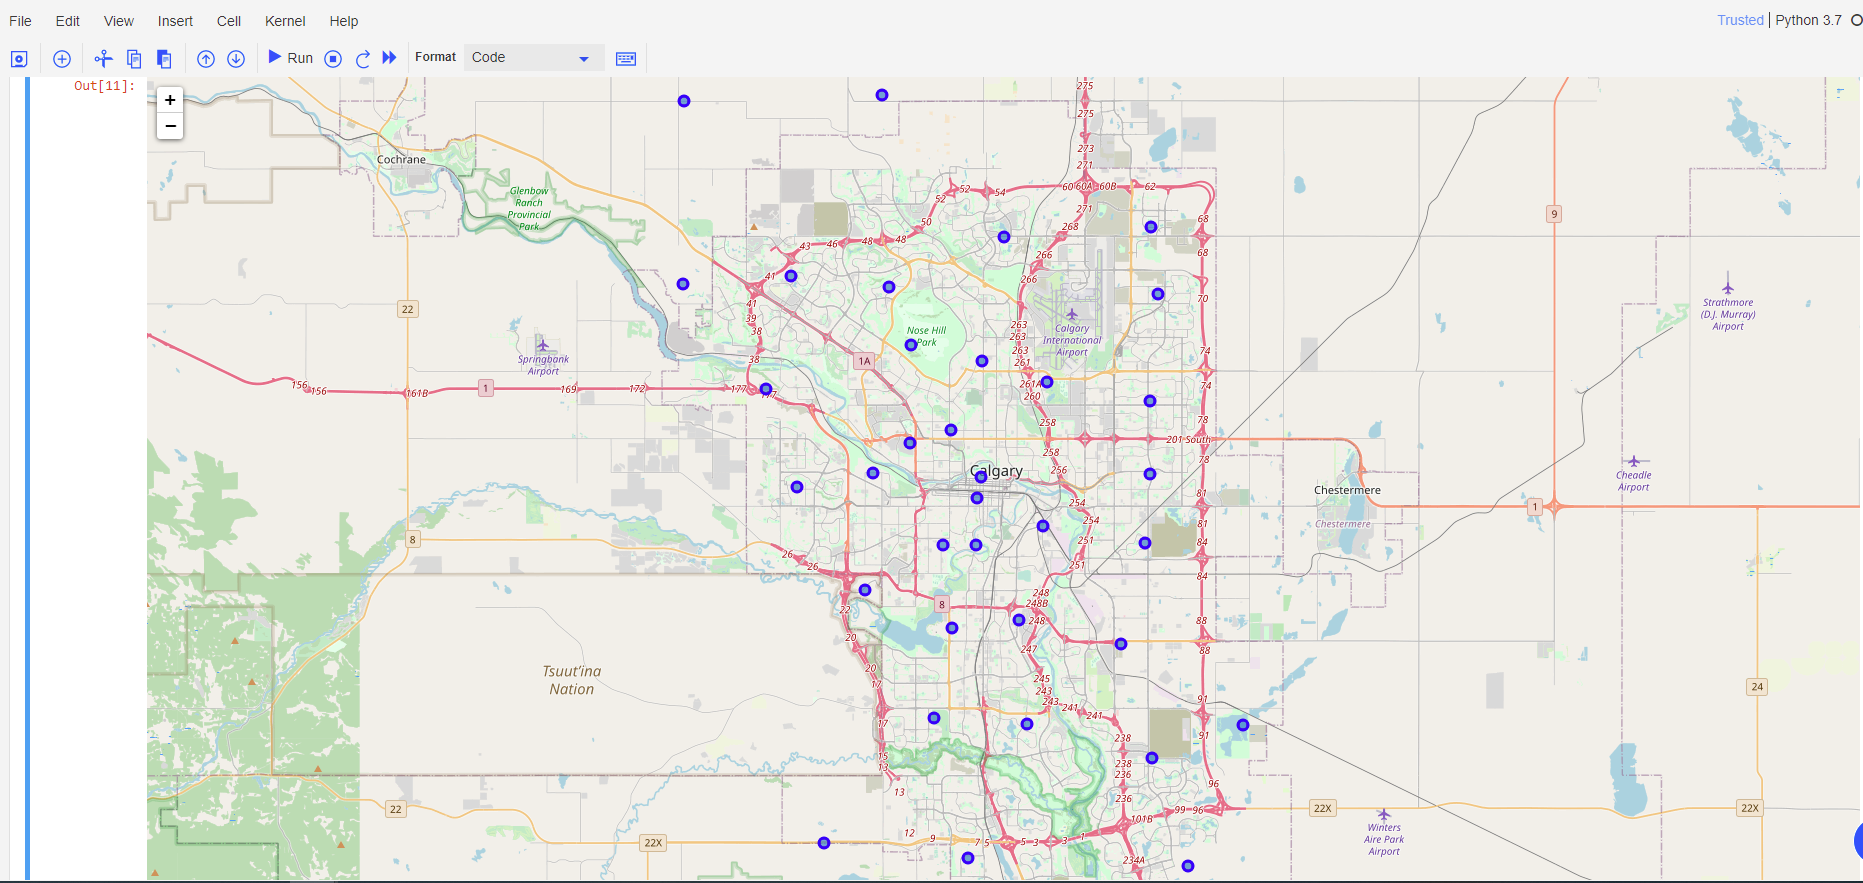 File Edit View Insert Cell Kernel Help
Trusted | Python 3.7
Run
Format Code
Out[11]:
+
−
275
275
273
271
Cochrane
Glenbow
Ranch
Provincial
Park
52 54 60 60A 60B 62
52
271
50 268 68
9
43 46 48 48
68
266
41 266
41
70
39
38
22
263
263
263
261
Nose Hill
Park
Calgary
International
Airport
Strathmore
(D.J. Murray)
Airport
Springbank
Airport
38 1A 74
156 156 161B 1 169 172 177 177
261A
260
74
258 78
201 South
258 78
Calgary 256
Cheadle
Airport
Chestermere
81
254
1
254
81
Chestermere
8
251 84
26
26
251
84
248
8 248B
22
248 88
20
247 88
20
17
Tsuut'ina
Nation
245
243
243 241 241
91
24
17
238 91
15
13
238
236
96
13
236
99 96
22 22X 22X
101B
12 9 7 5 5 3 3 1
22X
Winters
Aire Park
Airport
234A